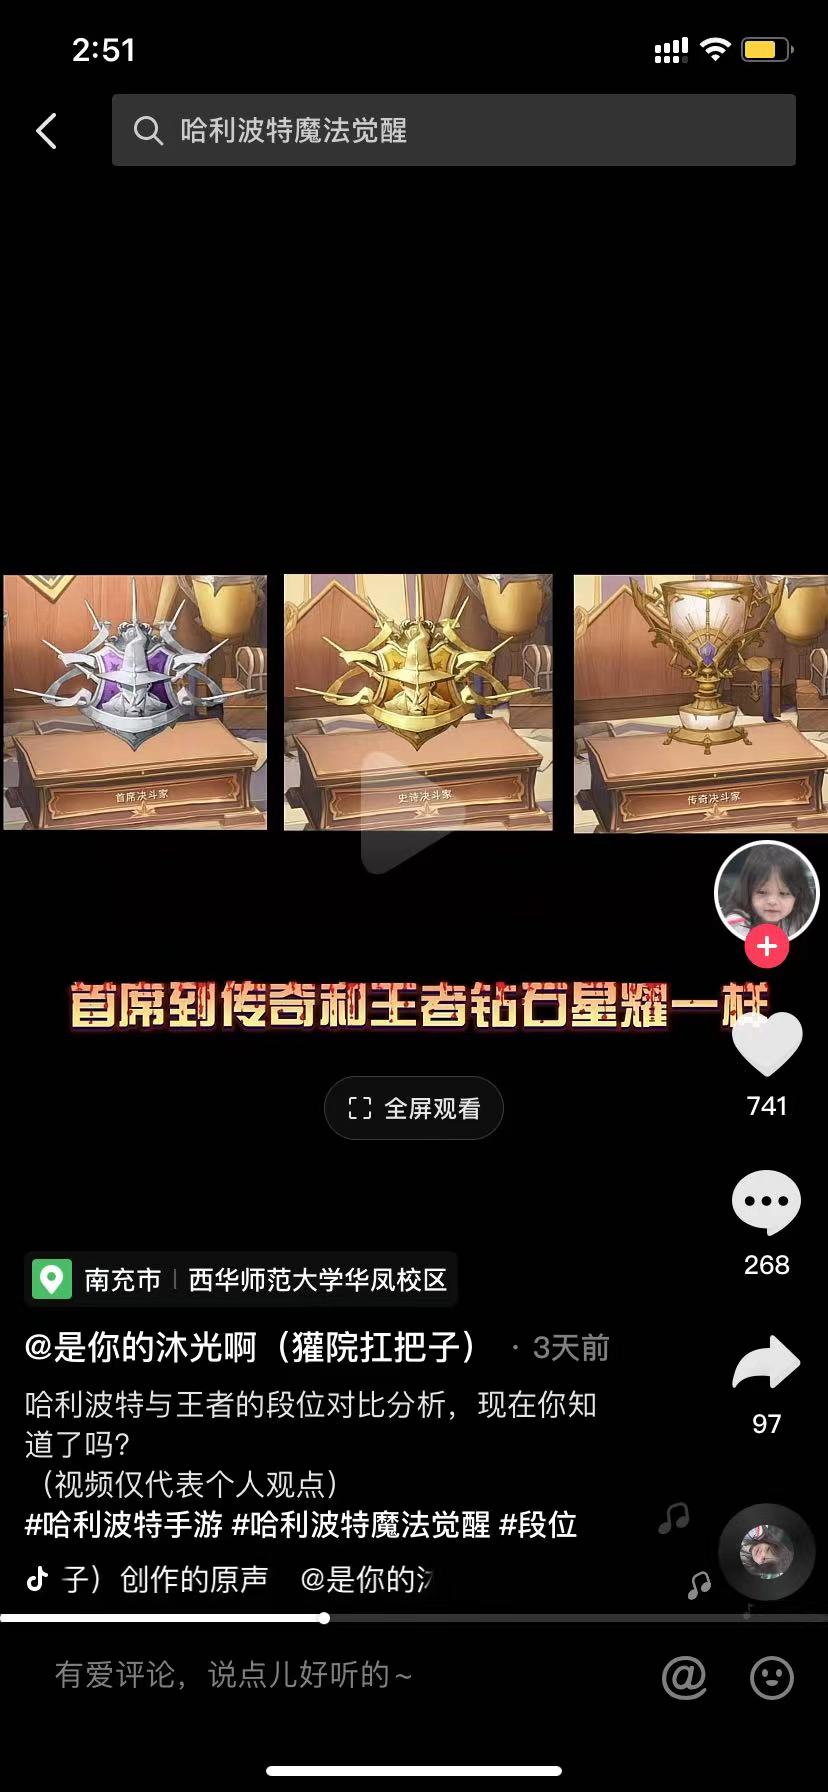 2:51
哈利波特魔法觉醒
首席决斗家
史诗决斗家
传奇决斗家
首席到传奇和王者钻石星耀一样
全屏观看
741
268
南充市 | 西华师范大学华凤校区
@是你的沐光啊（獾院扛把子） · 3天前
哈利波特与王者的段位对比分析，现在你知
道了吗？
（视频仅代表个人观点）
97
#哈利波特手游 #哈利波特魔法觉醒 #段位
子）创作的原声 @是你的
有爱评论，说点儿好听的~